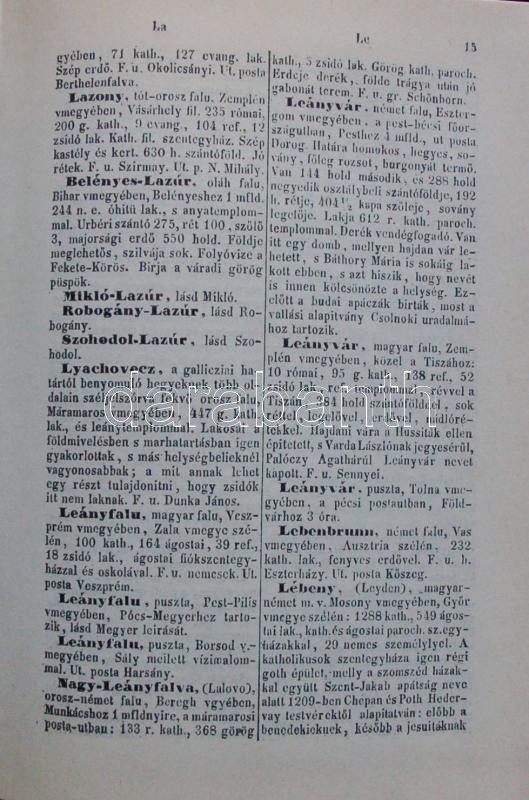 La
Le
15
gyében, 71 kath., 127 evang. lak.
Szép erdő. F. u. Okolicsányi. Ut. posta
Berthelenfalva.
Lazony, tót-orosz falu, Zemplén
vmegyében, Vásárhely fil. 235 római,
200 g. kath., 9 evang., 104 ref., 12
zsidó lak. Kath. fil. szentegyház. Szép
kastély és kert. 630 h. szántóföld. Jó
rétek. F. u. Szirmay. Ut. p. N. Mihály.
Belényes-Lazúr, oláh falu,
Bihar vmegyében, Belényeshez 1 mfld.
244 n. e. óhitü lak., s anyatemplom-
mal. Urbéri szántó 275, rét 100, szőlő
3, majorsági erdő 550 hold. Földje
meglehetős, szilvája sok. Folyóvize a
Fekete-Körös. Birja a váradi görög
püspök.
Mikló-Lazúr, lásd Mikló.
Robogány-Lazúr, lásd Ro-
bogány.
Szohodol-Lazúr, lásd Szo-
hodol.
Lyachovecz, a galliczial ha-
tártól benyomuló hegyeknek több ol-
dalain szételszórva fekvő orosz falu,
Máramaros vmegyében, 1447 g. kath.
lak., és leánytemplommal. Lakosai a
földmivelésben s marhatartásban igen
gyakorlottak, s más helységbelieknél
vagyonosabbak; a mit annak lehet
egy részt tulajdonitni, hogy zsidók
itt nem laknak. F. u. Dunka János.
Leányfalu, magyar falu, Vesz-
prém vmegyében, Zala vmegye szé-
lén, 100 kath., 164 ágostai, 39 ref.,
18 zsidó lak., ágostai fiókszentegy-
házzal és oskolával. F. u. nemesek. Ut.
posta Veszprém.
Leányfalu, puszta, Pest-Pilis
vmegyében, Pócs-Megyerhez tarto-
zik, lásd Megyer leirását.
Leányfalu, puszta, Borsod v-
megyében, Sály mellett vizimalom-
mal. Ut. posta Harsány.
Nagy-Leányfalva, (Lalovo),
orosz-német falu, Beregh vgyében,
Munkácshoz 1 mfldnyire, a máramarosi
posta-utban: 133 r. kath., 368 görög
kath., 5 zsidó lak. Görög kath. paroch.
Erdeje derék, földe trágya után jó
gabonát terem. F. u. gr. Schönborn.
Leányvár, német falu, Eszter-
gom vmegyében, a pest-bécsi főor-
szágutban, Pesthez 4 mfld., ut. posta
Dorog. Határa homokos, hegyes, so-
vány, főleg rozsot, burgonyát termő.
Van 144 hold második, és 288 hold
negyedik osztálybeli szántóföldje, 192
h. rétje, 404 1/2 kapa szőleje, sovány
legelője. Lakja 612 r. kath. paroch.
templommal. Derék vendégfogadó. Van
itt egy domb, mellyen hajdan vár le-
hetett, s Báthory Mária is sokáig la-
kott ebben, s azt hiszik, hogy nevét
is innen kölcsönözte a helység. Ez-
előtt a budai apáczák birták, most a
vallási alapitvány Csolnoki uradalmá-
hoz tartozik.
Leányvár, magyar falu, Zem-
plén vmegyében, közel a Tiszához:
10 római, 95 g. kath., 138 ref., 52
zsidó lak., ref. templommal, révvel a
Tiszán, 984 hold szántófölddel, sok
réttel, legelővel, erdővel, nádlóré-
tekkel. Hajdani vára a Hussiták ellen
épitetett, s Varda Lászlónak jegyeséről,
Palóczy Agatháról Leányvár nevet
kapott. F. u. Sennyei.
Leányvár, puszta, Tolna vme-
gyében, a pécsi postautban, Föld-
várhoz 3 óra.
Lebenbrunn, német falu, Vas
vmegyében, Ausztria szélén, 232
kath. lak., fenyves erdővel. F. u. h.
Eszterházy. Ut. posta Kőszeg.
Lébeny, (Leyden), magyar-
német m. v. Mosony vmegyében, Győr
vmegye szélén: 1288 kath., 549 ágos-
tai lak., kath. és ágostai paroch. sz.egy-
házakkal, 29 nemes személylyel. A
katholikusok szentegyháza igen régi
goth épület, melly a szomszéd házak-
kal együtt Szent-Jakab apátság neve
alatt 1209-ben Chepan és Poth Heder-
vay testvérektől alapitatván: előbb a
benedekieknek, később a jesuitáknak
darabanth